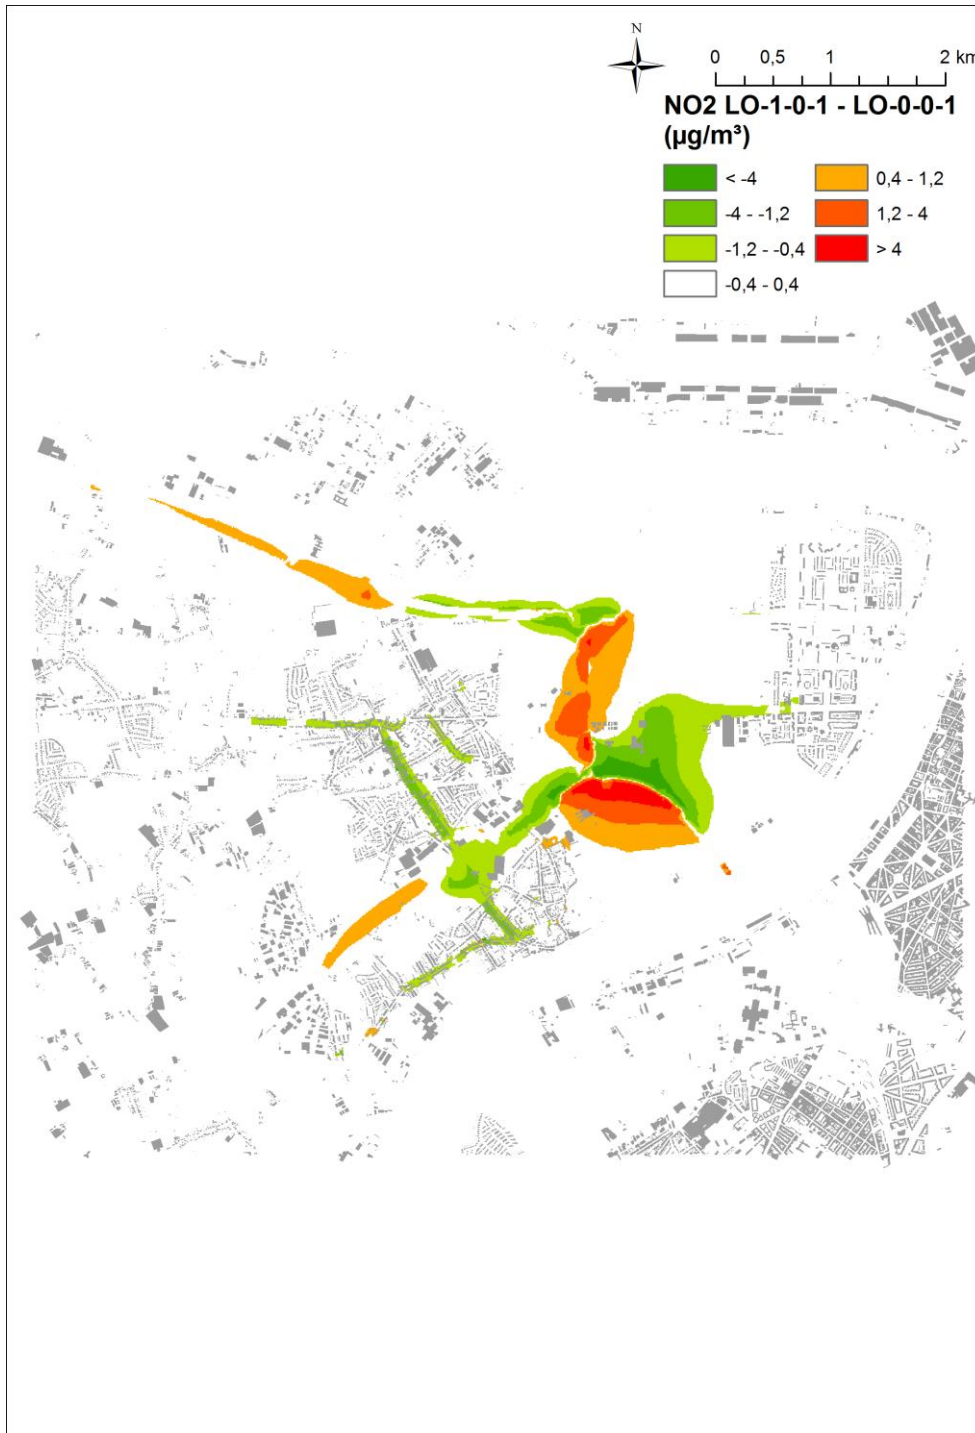 N
0 0,5 1 2 km
NO2 LO-1-0-1 - LO-0-0-1
(µg/m³)
< -4 0,4 - 1,2
-4 - -1,2 1,2 - 4
-1,2 - -0,4 > 4
-0,4 - 0,4